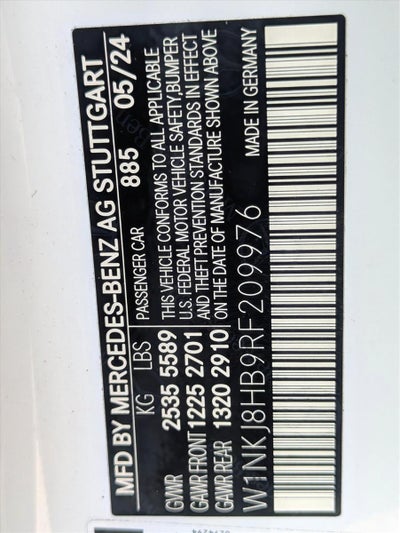 MFD BY MERCEDES-BENZ AG STUTTGART
885 05/24
KG LBS PASSENGER CAR
GVWR 2535 5589
GAWR FRONT 1225 2701
GAWR REAR 1320 2910
THIS VEHICLE CONFORMS TO ALL APPLICABLE
U.S. FEDERAL MOTOR VEHICLE SAFETY,BUMPER
AND THEFT PREVENTION STANDARDS IN EFFECT
ON THE DATE OF MANUFACTURE SHOWN ABOVE
W1NKJ8HB9RF209976 MADE IN GERMANY